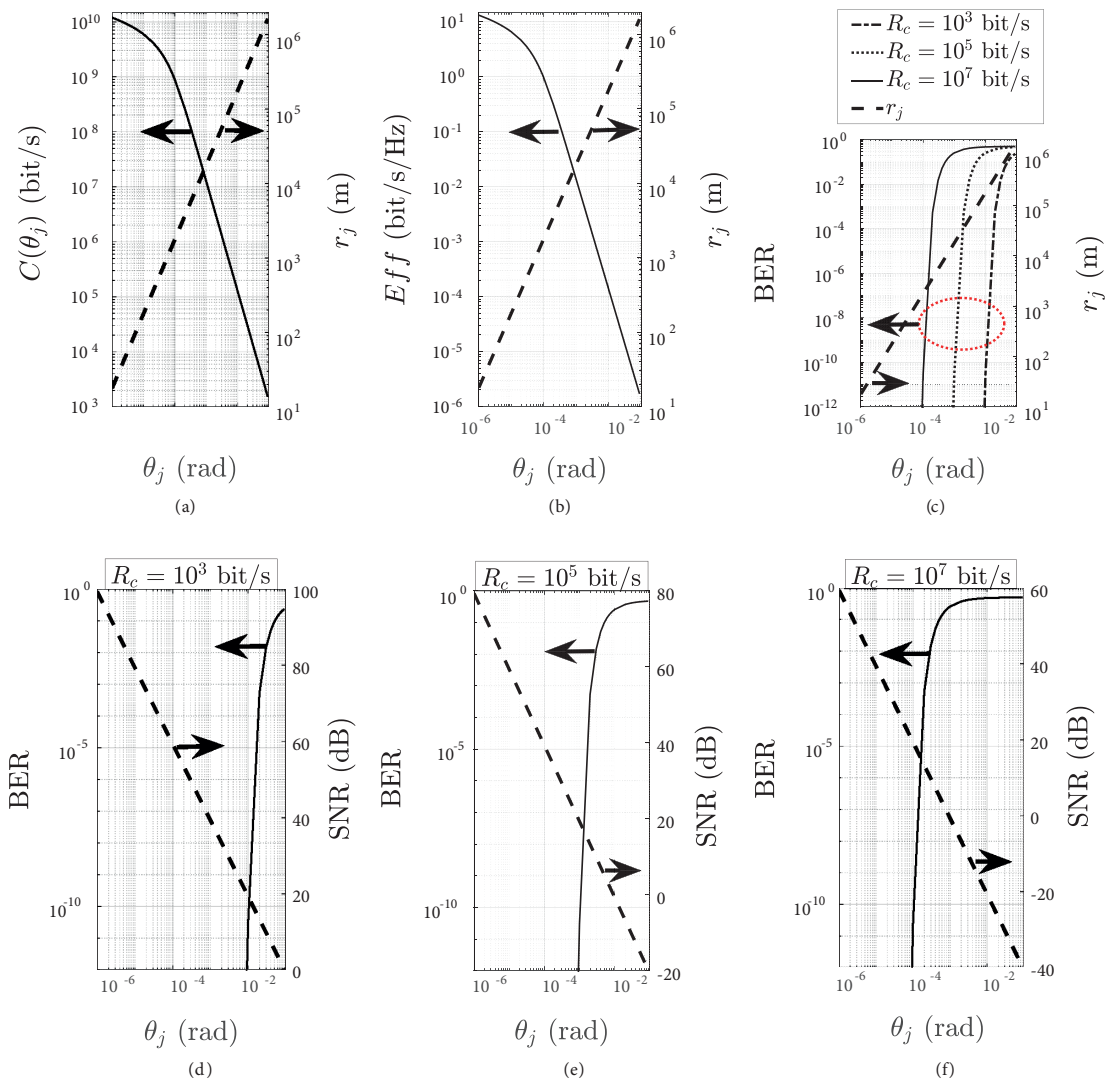 10^10
10^9
10^8
10^7
10^6
10^5
10^4
10^3
C(θ_j) (bit/s)
10^6
10^5
10^4
10^3
10^2
10^1
r_j (m)
θ_j (rad)
(a)
10^1
10^0
10^-1
10^-2
10^-3
10^-4
10^-5
10^-6
Eff (bit/s/Hz)
10^6
10^5
10^4
10^3
10^2
10^1
r_j (m)
10^-6 10^-4 10^-2
θ_j (rad)
(b)
R_c = 10^3 bit/s
R_c = 10^5 bit/s
R_c = 10^7 bit/s
r_j
10^0
10^-2
10^-4
10^-6
10^-8
10^-10
10^-12
BER
10^6
10^5
10^4
10^3
10^2
10^1
r_j (m)
10^-6 10^-4 10^-2
θ_j (rad)
(c)
R_c = 10^3 bit/s
10^0
10^-5
10^-10
BER
100
80
60
40
20
0
SNR (dB)
10^-6 10^-4 10^-2
θ_j (rad)
(d)
R_c = 10^5 bit/s
10^0
10^-5
10^-10
BER
80
60
40
20
0
-20
SNR (dB)
10^-6 10^-4 10^-2
θ_j (rad)
(e)
R_c = 10^7 bit/s
10^0
10^-5
10^-10
BER
60
40
20
0
-20
-40
SNR (dB)
10^-6 10^-4 10^-2
θ_j (rad)
(f)